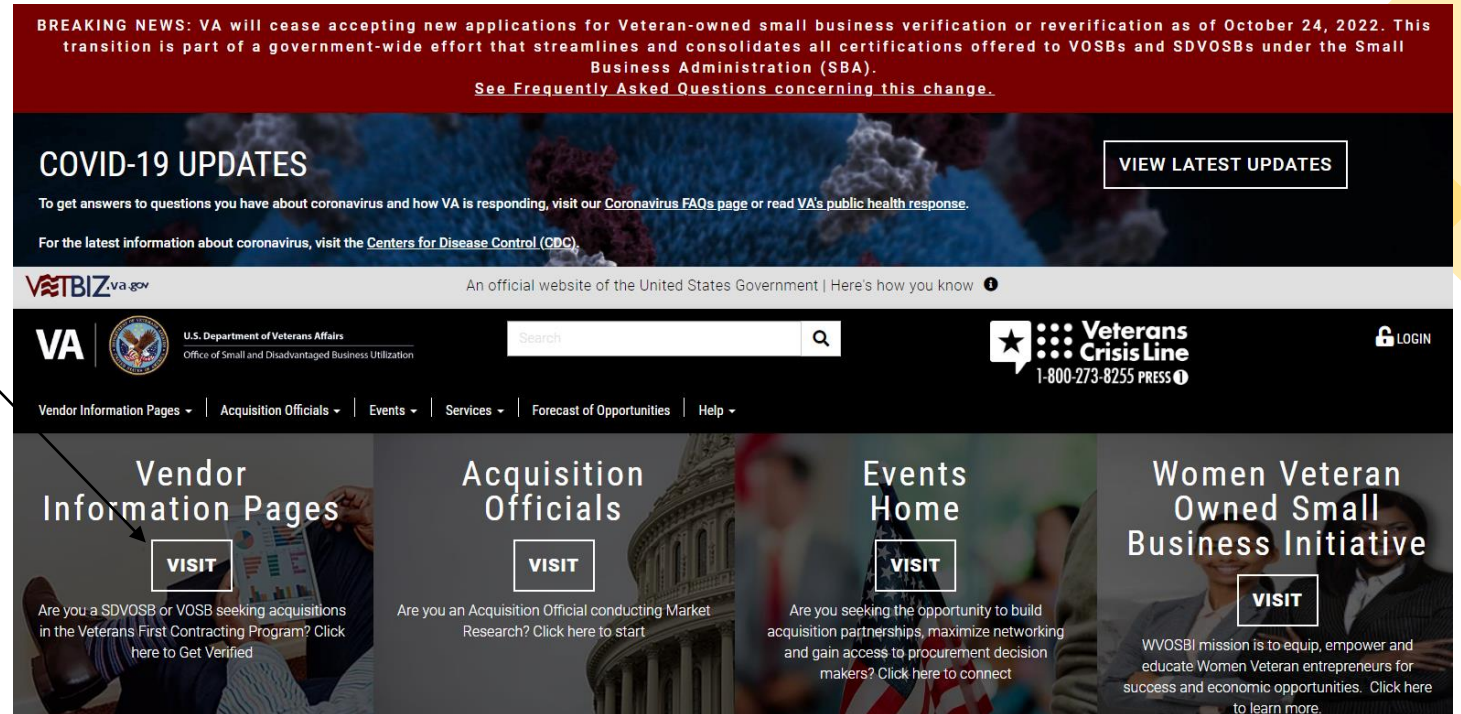 BREAKING NEWS: VA will cease accepting new applications for Veteran-owned small business verification or reverification as of October 24, 2022. This
transition is part of a government-wide effort that streamlines and consolidates all certifications offered to VOSBs and SDVOSBs under the Small
Business Administration (SBA).
See Frequently Asked Questions concerning this change.
COVID-19 UPDATES
VIEW LATEST UPDATES
To get answers to questions you have about coronavirus and how VA is responding, visit our Coronavirus FAQs page or read VA's public health response.
For the latest information about coronavirus, visit the Centers for Disease Control (CDC).
VETBIZ.va.gov
An official website of the United States Government | Here's how you know
VA
U.S. Department of Veterans Affairs
Office of Small and Disadvantaged Business Utilization
Search
Veterans
Crisis Line
1-800-273-8255 PRESS 1
LOGIN
Vendor Information Pages | Acquisition Officials | Events | Services | Forecast of Opportunities | Help
Vendor
Information Pages
VISIT
Are you a SDVOSB or VOSB seeking acquisitions
in the Veterans First Contracting Program? Click
here to Get Verified
Acquisition
Officials
VISIT
Are you an Acquisition Official conducting Market
Research? Click here to start
Events
Home
VISIT
Are you seeking the opportunity to build
acquisition partnerships, maximize networking
and gain access to procurement decision
makers? Click here to connect
Women Veteran
Owned Small
Business Initiative
VISIT
WVOSBI mission is to equip, empower and
educate Women Veteran entrepreneurs for
success and economic opportunities. Click here
to learn more.